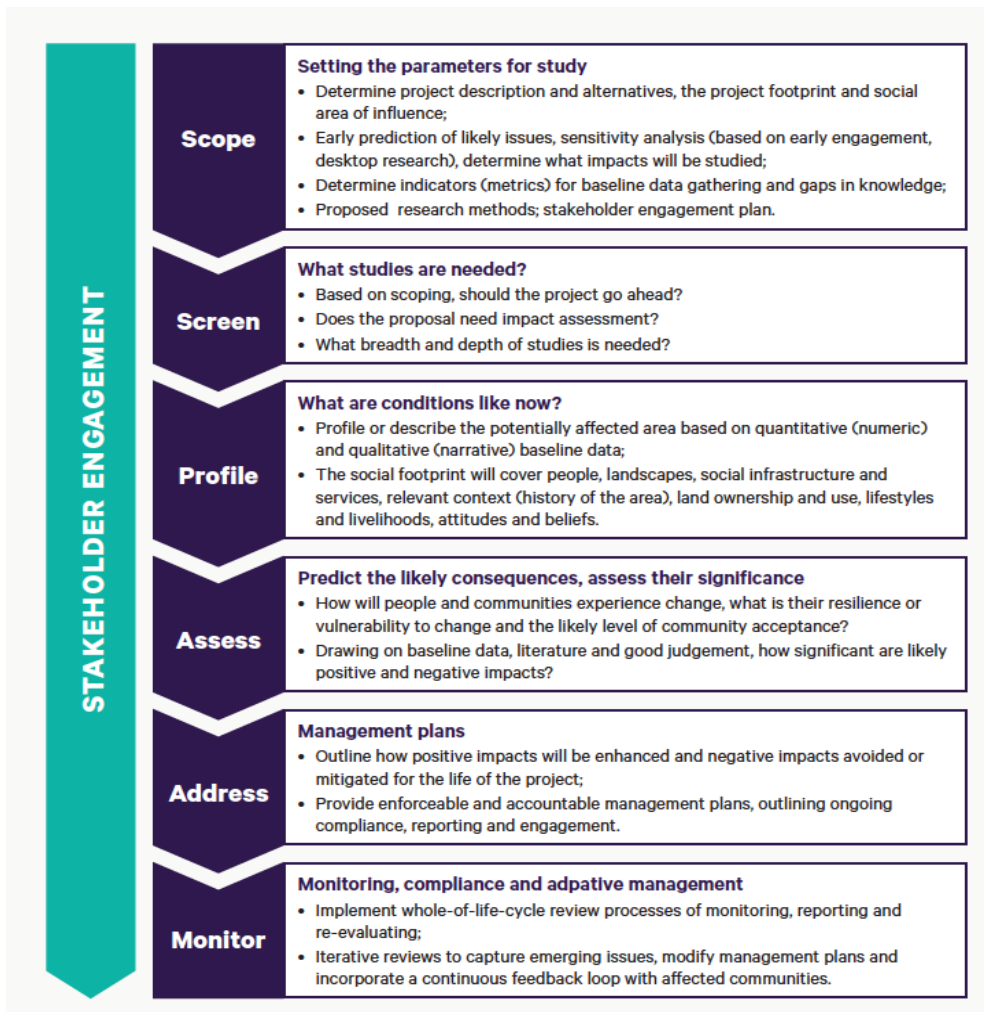 STAKEHOLDER ENGAGEMENT
Scope
Setting the parameters for study
• Determine project description and alternatives, the project footprint and social
area of influence;
• Early prediction of likely issues, sensitivity analysis (based on early engagement,
desktop research), determine what impacts will be studied;
• Determine indicators (metrics) for baseline data gathering and gaps in knowledge;
• Proposed research methods; stakeholder engagement plan.
Screen
What studies are needed?
• Based on scoping, should the project go ahead?
• Does the proposal need impact assessment?
• What breadth and depth of studies is needed?
Profile
What are conditions like now?
• Profile or describe the potentially affected area based on quantitative (numeric)
and qualitative (narrative) baseline data;
• The social footprint will cover people, landscapes, social infrastructure and
services, relevant context (history of the area), land ownership and use, lifestyles
and livelihoods, attitudes and beliefs.
Assess
Predict the likely consequences, assess their significance
• How will people and communities experience change, what is their resilience or
vulnerability to change and the likely level of community acceptance?
• Drawing on baseline data, literature and good judgement, how significant are likely
positive and negative impacts?
Address
Management plans
• Outline how positive impacts will be enhanced and negative impacts avoided or
mitigated for the life of the project;
• Provide enforceable and accountable management plans, outlining ongoing
compliance, reporting and engagement.
Monitor
Monitoring, compliance and adpative management
• Implement whole-of-life-cycle review processes of monitoring, reporting and
re-evaluating;
• Iterative reviews to capture emerging issues, modify management plans and
incorporate a continuous feedback loop with affected communities.